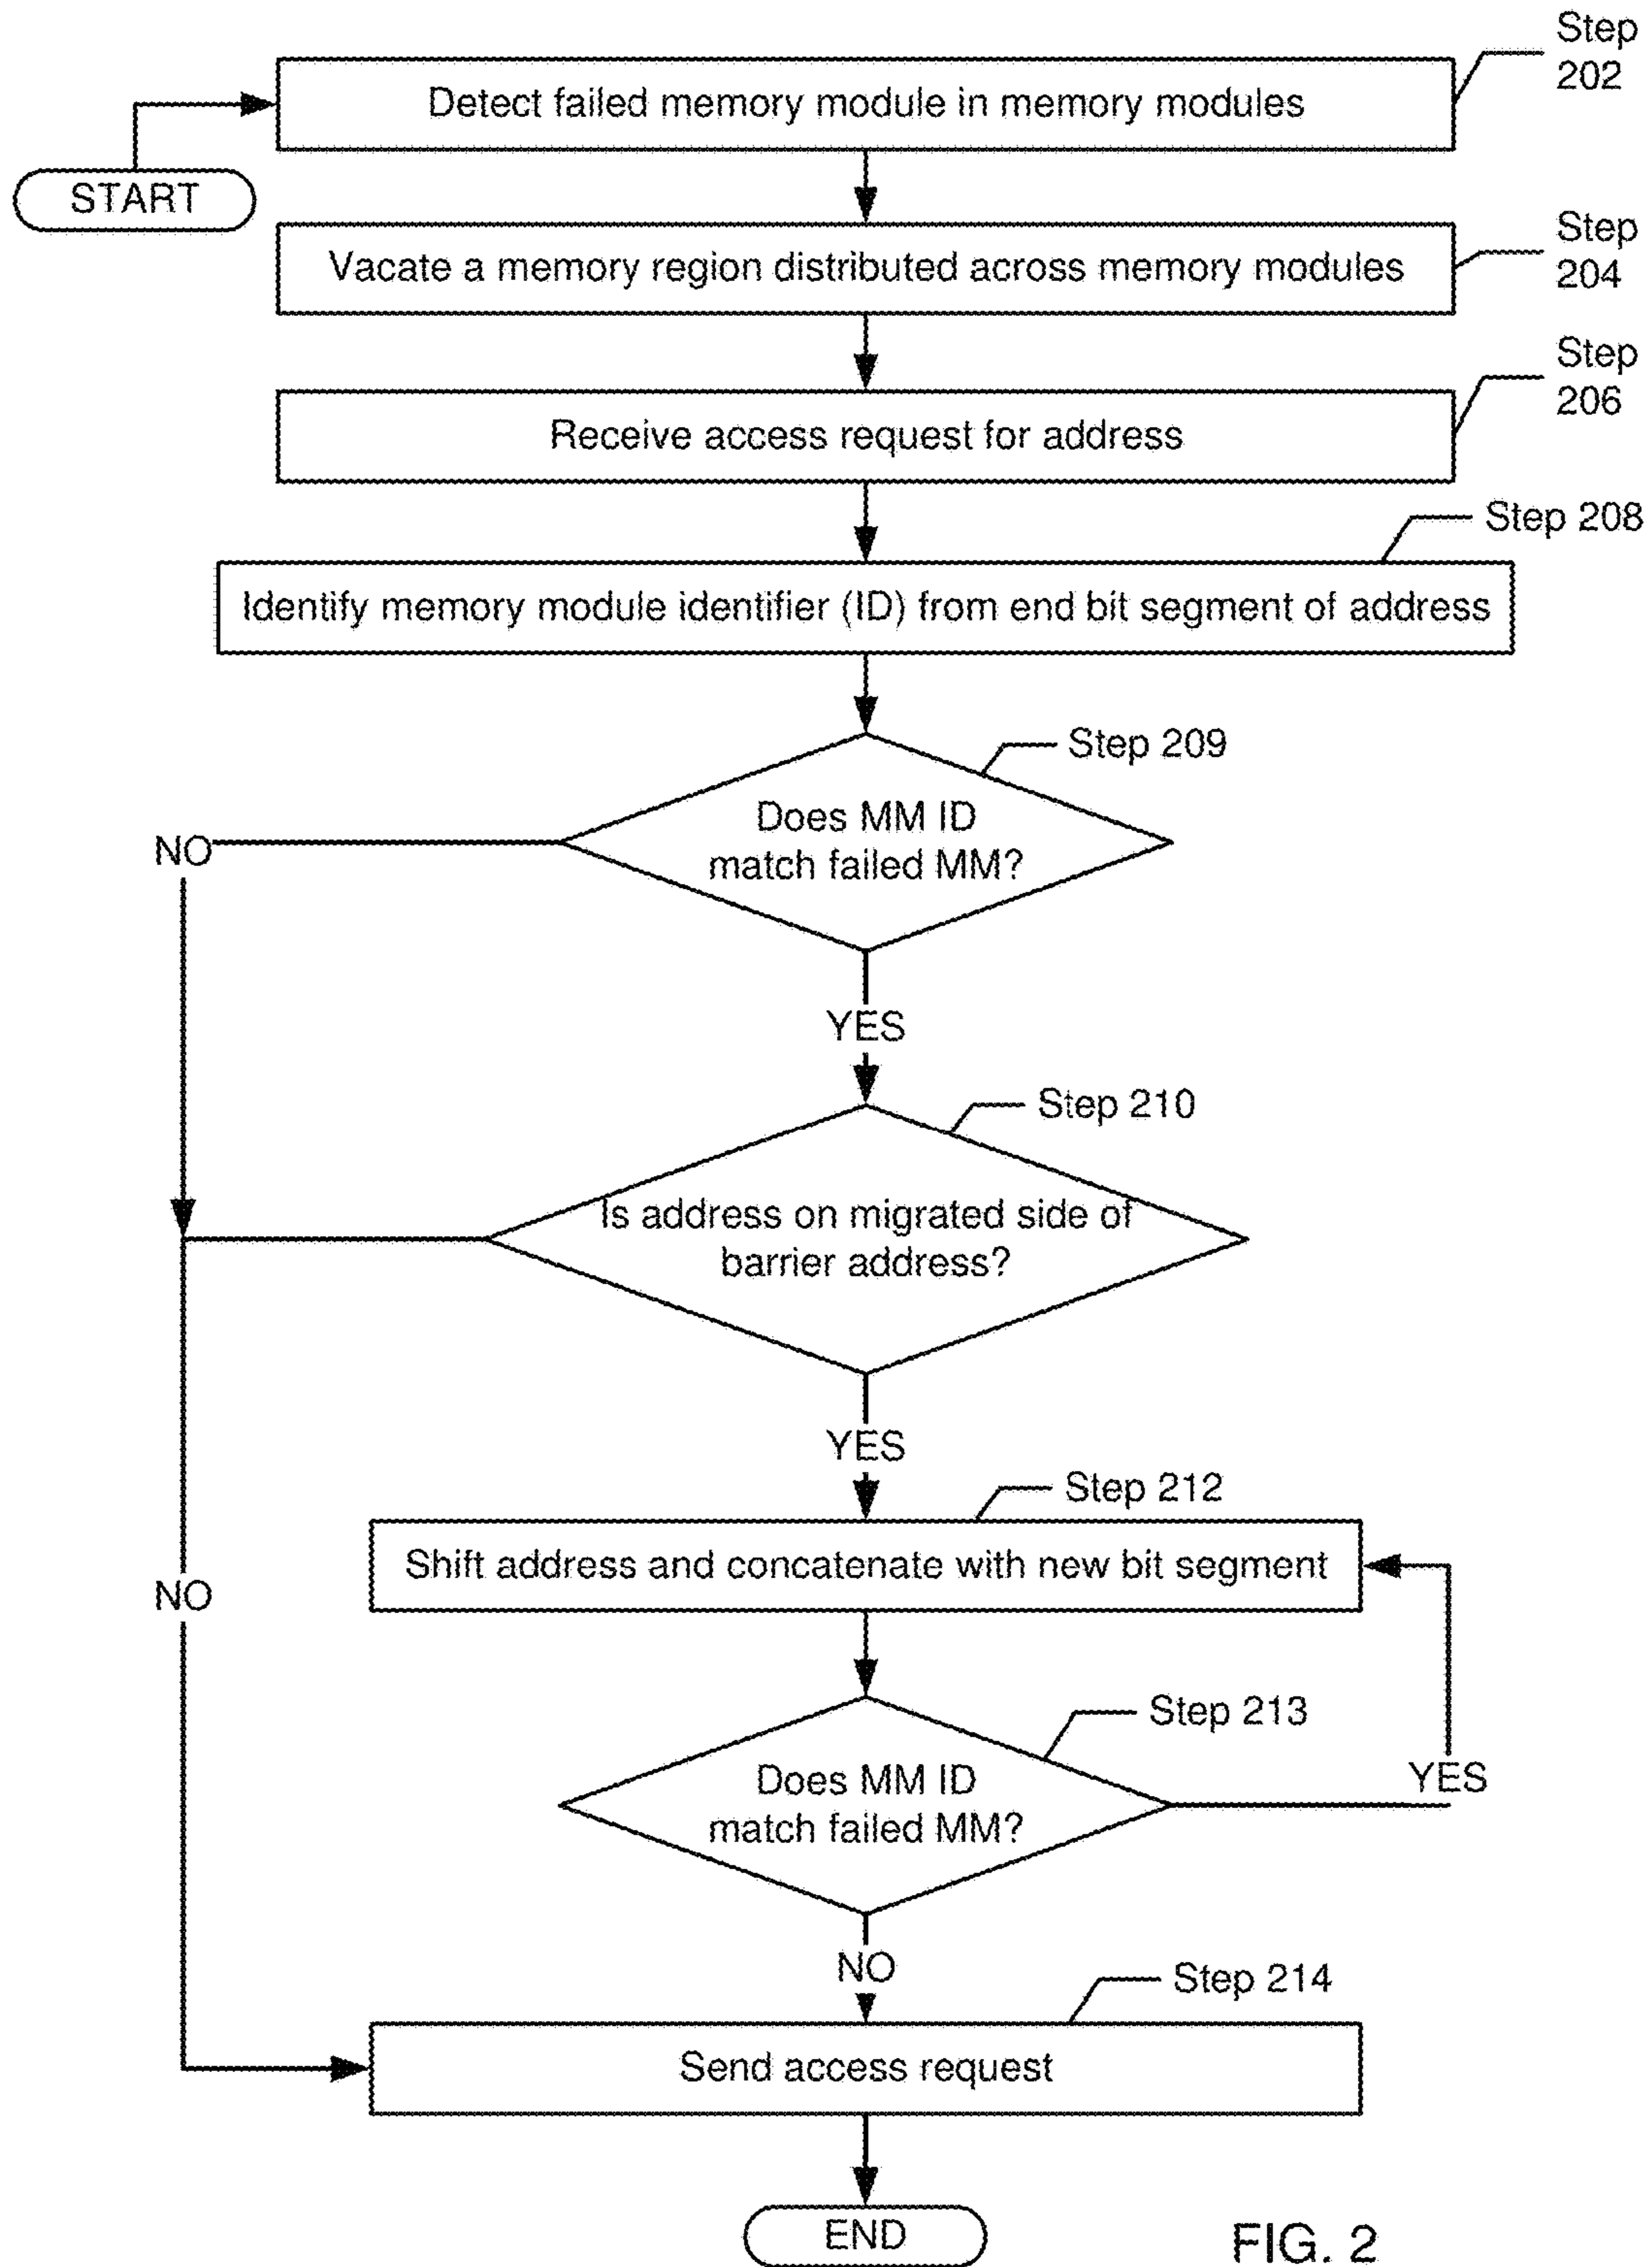 Step
202
Detect failed memory module in memory modules
START
Step
204
Vacate a memory region distributed across memory modules
Step
206
Receive access request for address
Step 208
Identify memory module identifier (ID) from end bit segment of address
Step 209
Does MM ID
match failed MM?
NO
YES
Step 210
Is address on migrated side of
barrier address?
YES
Step 212
Shift address and concatenate with new bit segment
NO
Step 213
Does MM ID
match failed MM?
YES
NO
Step 214
Send access request
END
FIG. 2